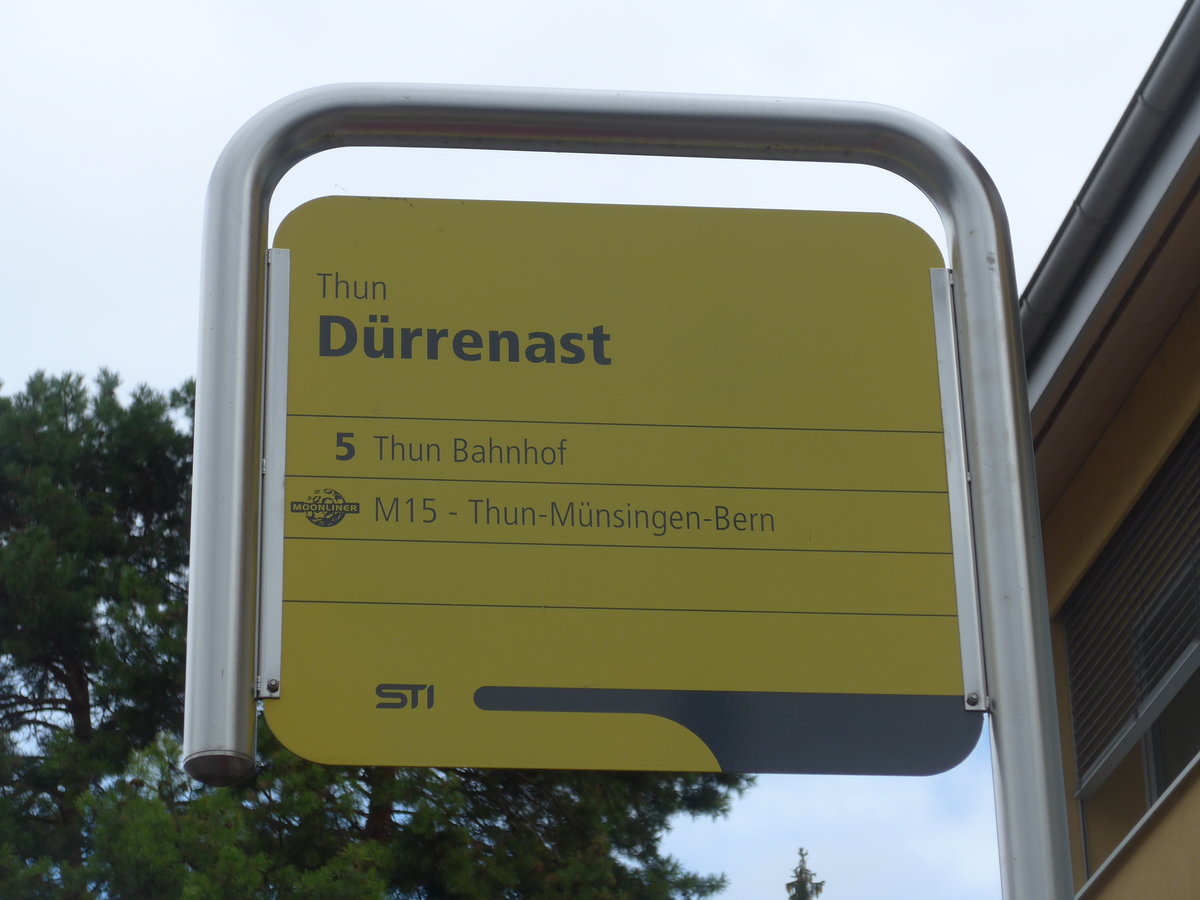 Thun
Dürrenast
5 Thun Bahnhof
MOONLINER M15 - Thun-Münsingen-Bern
STI